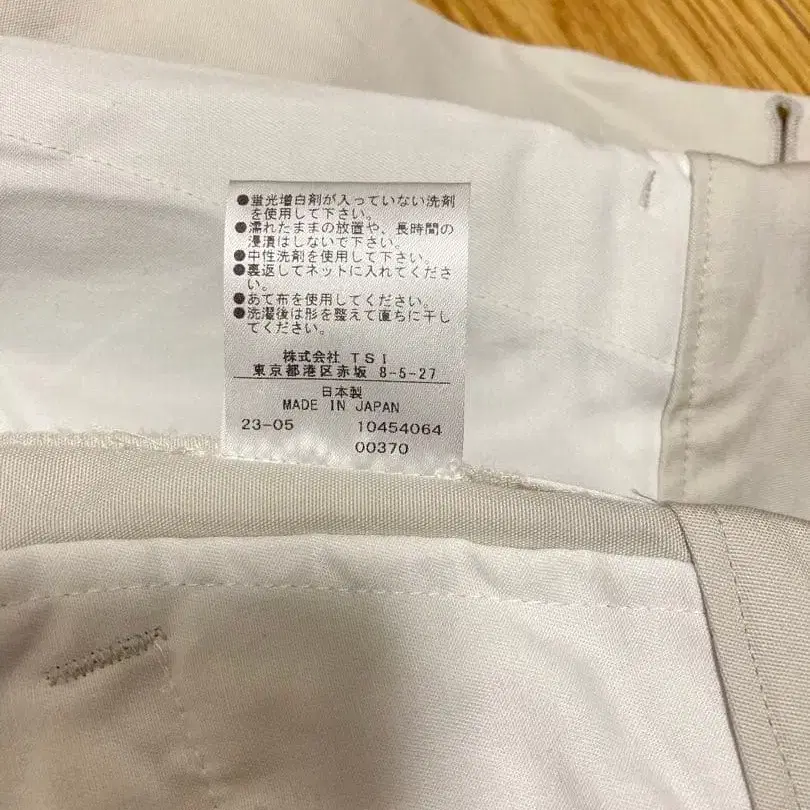 ●蛍光増白剤が入っていない洗剤
を使用して下さい。
●濡れたままの放置や、長時間の
浸漬はしないで下さい。
●中性洗剤を使用して下さい。
●裏返してネットに入れてくださ
い。
●あて布を使用してください。
●洗濯後は形を整えて直ちに干し
てください。
株式会社 TSI
東京都港区赤坂 8-5-27
日本製
MADE IN JAPAN
23-05 10454064
00370